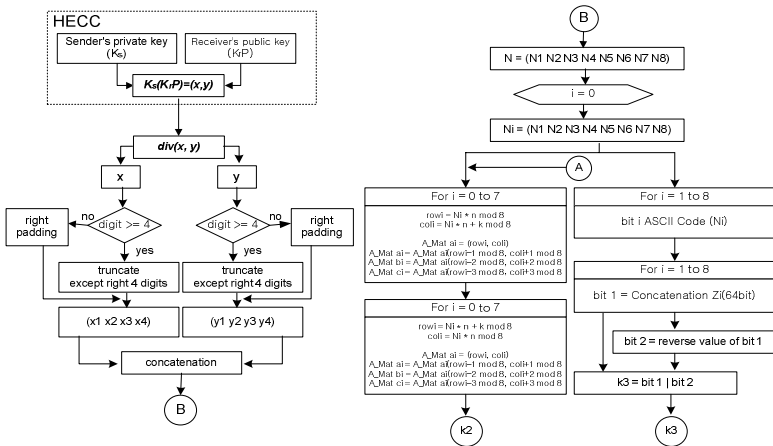 HECC
Sender's private key
(Ks)
Receiver's public key
(KrP)
Ks(KrP)=(x,y)
div(x, y)
x
y
right
padding
no
digit >= 4
yes
digit >= 4
no
yes
right
padding
truncate
except right 4 digits
truncate
except right 4 digits
(x1 x2 x3 x4)
(y1 y2 y3 y4)
concatenation
B
B
N = (N1 N2 N3 N4 N5 N6 N7 N8)
i = 0
Ni = (N1 N2 N3 N4 N5 N6 N7 N8)
A
For i = 0 to 7
rowi = Ni * n mod 8
coli = Ni * n + k mod 8
A_Mat ai = (rowi, coli)
A_Mat ai = A_Mat ai(rowi-1 mod 8, coli+1 mod 8
A_Mat bi = A_Mat ai(rowi-2 mod 8, coli+2 mod 8
A_Mat ci = A_Mat ai(rowi-3 mod 8, coli+3 mod 8
For i = 0 to 7
rowi = Ni * n + k mod 8
coli = Ni * n mod 8
A_Mat ai = (rowi, coli)
A_Mat ai = A_Mat ai(rowi-1 mod 8, coli+1 mod 8
A_Mat bi = A_Mat ai(rowi-2 mod 8, coli+2 mod 8
A_Mat ci = A_Mat ai(rowi-3 mod 8, coli+3 mod 8
k2
For i = 1 to 8
bit i ASCII Code (Ni)
For i = 1 to 8
bit 1 = Concatenation Zi(64bit)
bit 2 = reverse value of bit 1
k3 = bit 1 | bit 2
k3